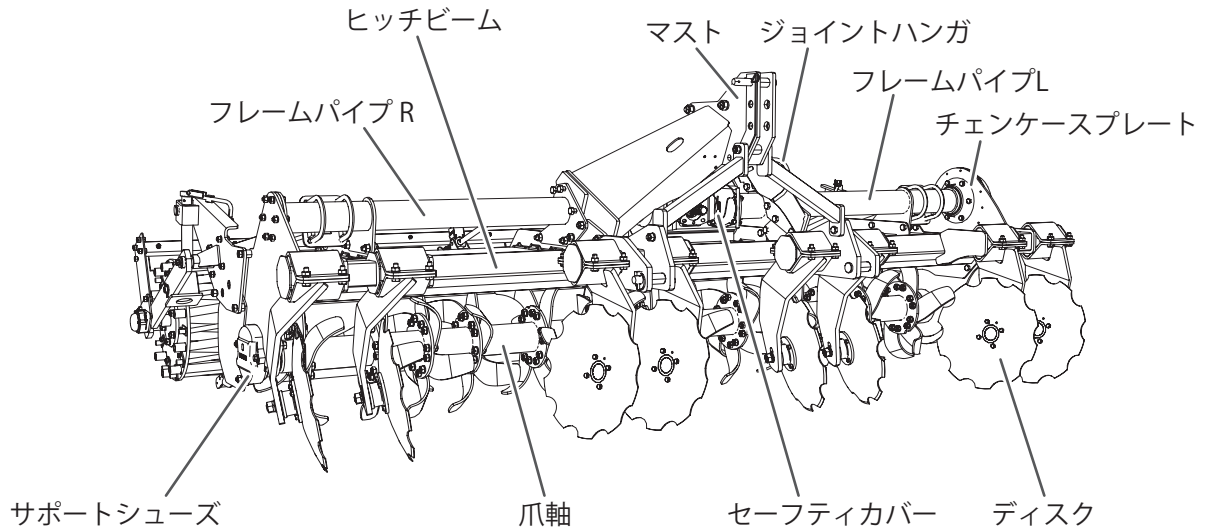 ヒッチビーム
マスト
ジョイントハンガ
フレームパイプL
フレームパイプ R
チェンケースプレート
サポートシューズ
爪軸
セーフティカバー
ディスク